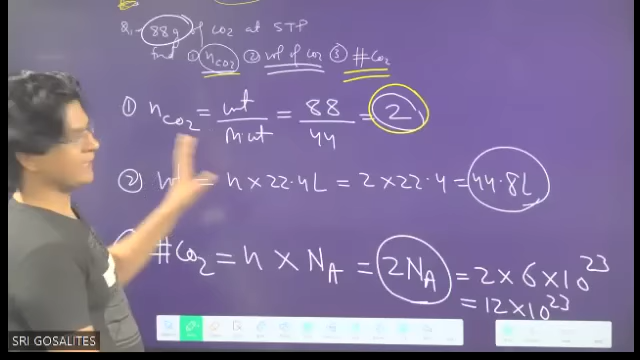 Q1- 88g of CO2 at STP
find ① nCO2 ② vol of CO2 ③ #CO2
① nCO2 = wt / M.wt = 88 / 44 = 2
② = n × 22.4L = 2 × 22.4 = 44.8L
#CO2 = n × NA = 2NA = 2 × 6 × 10^23
= 12 × 10^23
SRI GOSALITES